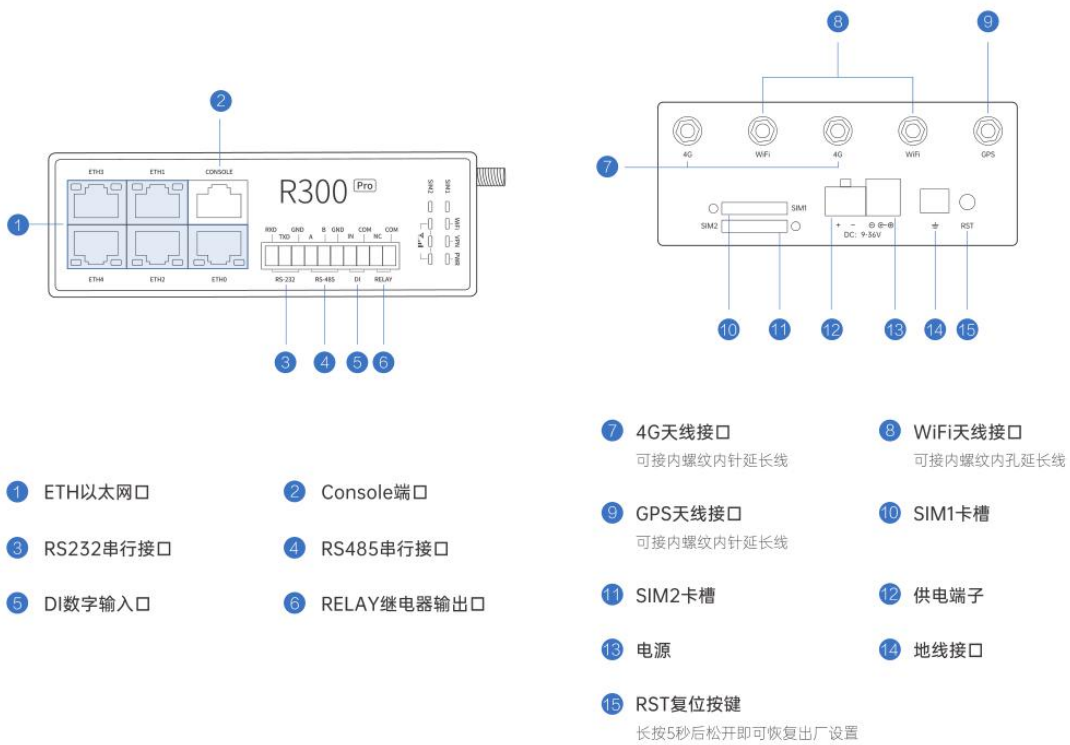 2
ETH3
ETH1
CONSOLE
R300 Pro
SIM2
SIM1
WiFi
VPN
PWR
1
RXD
TXD
GND
A
B
GND
IN
COM
NC
COM
ETH4
ETH2
ETH0
RS-232
RS-485
DI
RELAY
3
4
5
6
8
9
4G
WiFi
4G
WiFi
GPS
7
SIM1
SIM2
+ -
DC: 9-36V
RST
10
11
12
13
14
15
1 ETH以太网口
2 Console端口
3 RS232串行接口
4 RS485串行接口
5 DI数字输入口
6 RELAY继电器输出口
7 4G天线接口
可接内螺纹内针延长线
8 WiFi天线接口
可接内螺纹内孔延长线
9 GPS天线接口
可接内螺纹内针延长线
10 SIM1卡槽
11 SIM2卡槽
12 供电端子
13 电源
14 地线接口
15 RST复位按键
长按5秒后松开即可恢复出厂设置